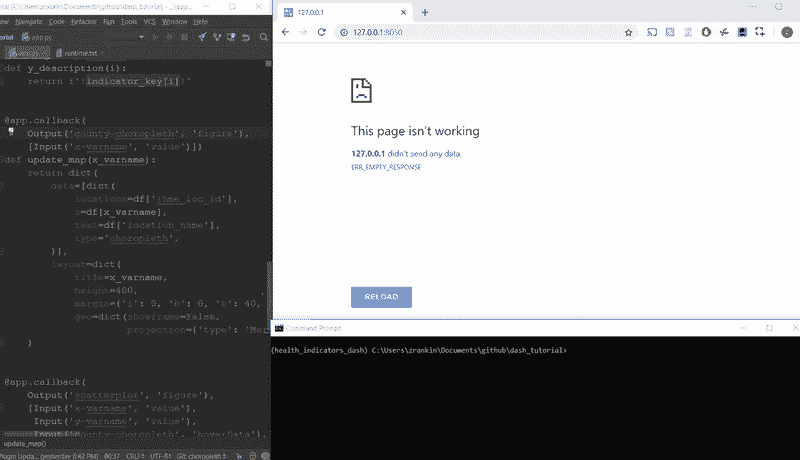 View Navigate Code Refactor Run Tools VCS Window Help
app.py
app.py runtime.txt
def y_description(i):
return f'{indicator_key[i]}'
@app.callback(
Output('county-choropleth', 'figure'),
[Input('x-varname', 'value')])
def update_map(x_varname):
return dict(
data=[dict(
locations=df['ihme_loc_id'],
z=df[x_varname],
text=df['location_name'],
type='choropleth',
)],
layout=dict(
title=x_varname,
height=400,
margin={'l': 0, 'b': 0, 't': 40,
geo=dict(showframe=False,
projection={'type': 'Mer
)
@app.callback(
Output('scatterplot', 'figure'),
[Input('x-varname', 'value'),
Input('y-varname', 'value'),
Input('county-choropleth', 'hoverData'),
update_map()
Plugin Upda... (yesterday 5:42 PM) 86:37 CRLF UTF-8 Git: choropleth
127.0.0.1
127.0.0.1:8050
This page isn't working
127.0.0.1 didn't send any data.
ERR_EMPTY_RESPONSE
RELOAD
Command Prompt
(health_indicators_dash) C:\Users\zrankin\Documents\github\dash_tutorial>